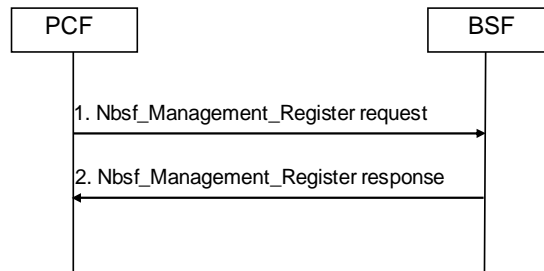 PCF
BSF
1. Nbsf_Management_Register request
2. Nbsf_Management_Register response